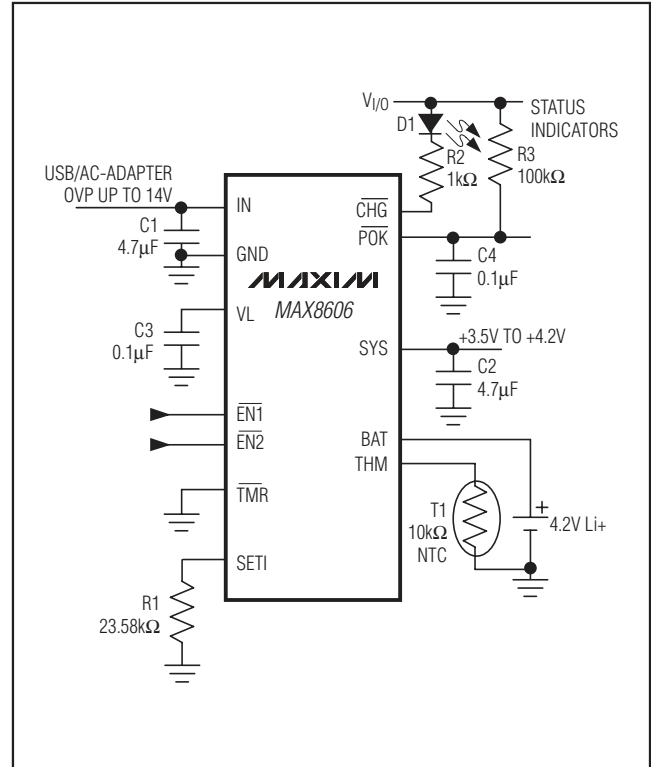 V_I/O
STATUS
INDICATORS
D1
R2
1kΩ
R3
100kΩ
USB/AC-ADAPTER
OVP UP TO 14V
IN
CHG
C1
4.7μF
POK
GND
C4
0.1μF
MAXIM
MAX8606
VL
C3
0.1μF
+3.5V TO +4.2V
SYS
C2
4.7μF
EN1
EN2
BAT
THM
TMR
T1
10kΩ
NTC
+
4.2V Li+
SETI
R1
23.58kΩ